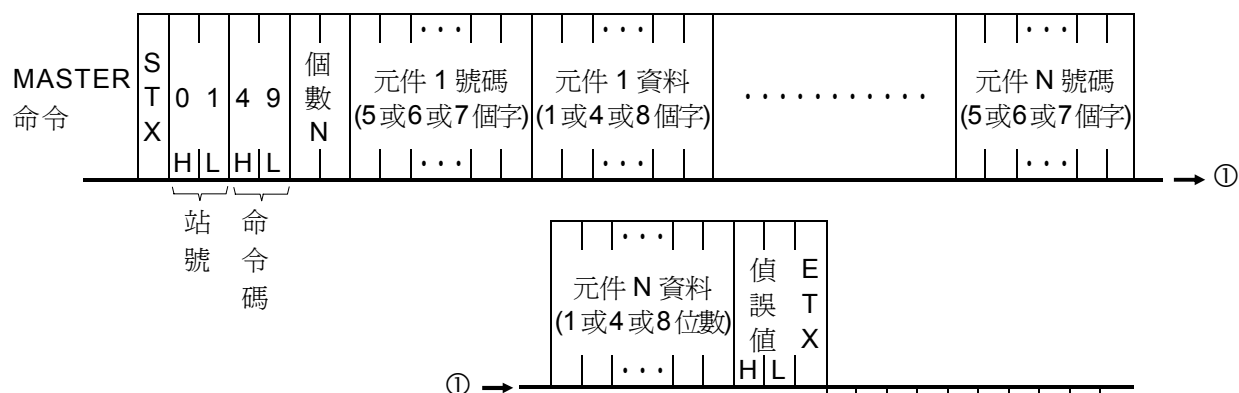 MASTER
命令
STX
0 1
H L
4 9
H L
個數N
元件 1 號碼
(5或6或7個字)
元件 1 資料
(1或4或8個字)
· · · · · · · · · · ·
元件 N 號碼
(5或6或7個字)
→ ①
站號
命令碼
① →
元件 N 資料
(1或4或8位數)
偵誤值
H L
ETX